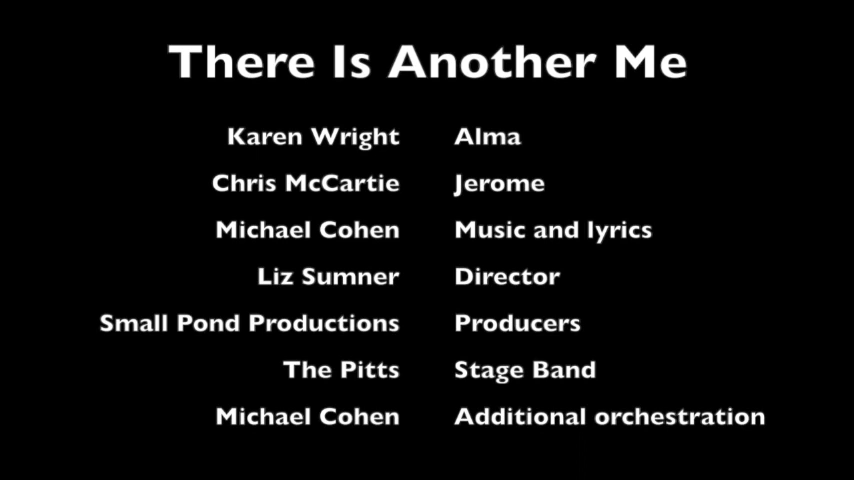 There Is Another Me
Karen Wright Alma
Chris McCartie Jerome
Michael Cohen Music and lyrics
Liz Sumner Director
Small Pond Productions Producers
The Pitts Stage Band
Michael Cohen Additional orchestration